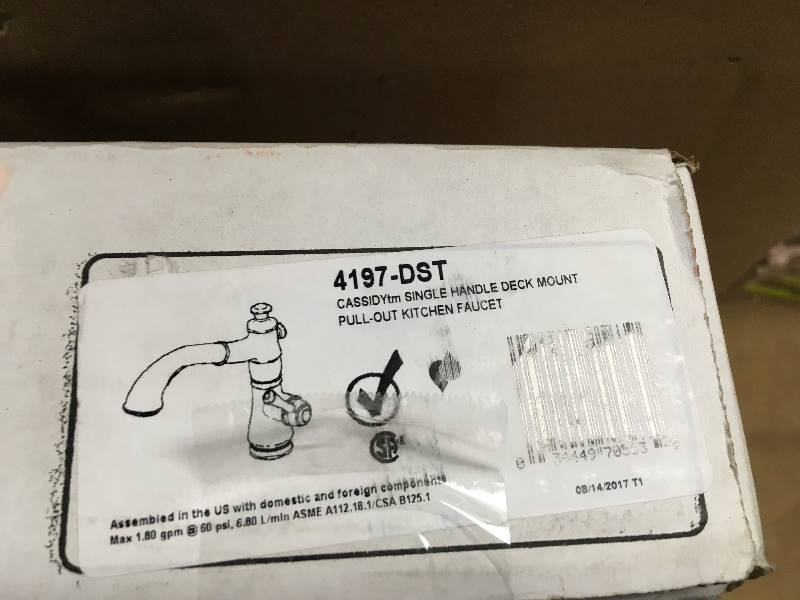 4197-DST
CASSIDYtm SINGLE HANDLE DECK MOUNT
PULL-OUT KITCHEN FAUCET
SA
Assembled in the US with domestic and foreign components
Max 1.80 gpm @ 60 psi, 6.80 L/min ASME A112.18.1/CSA B125.1
08/14/2017 T1